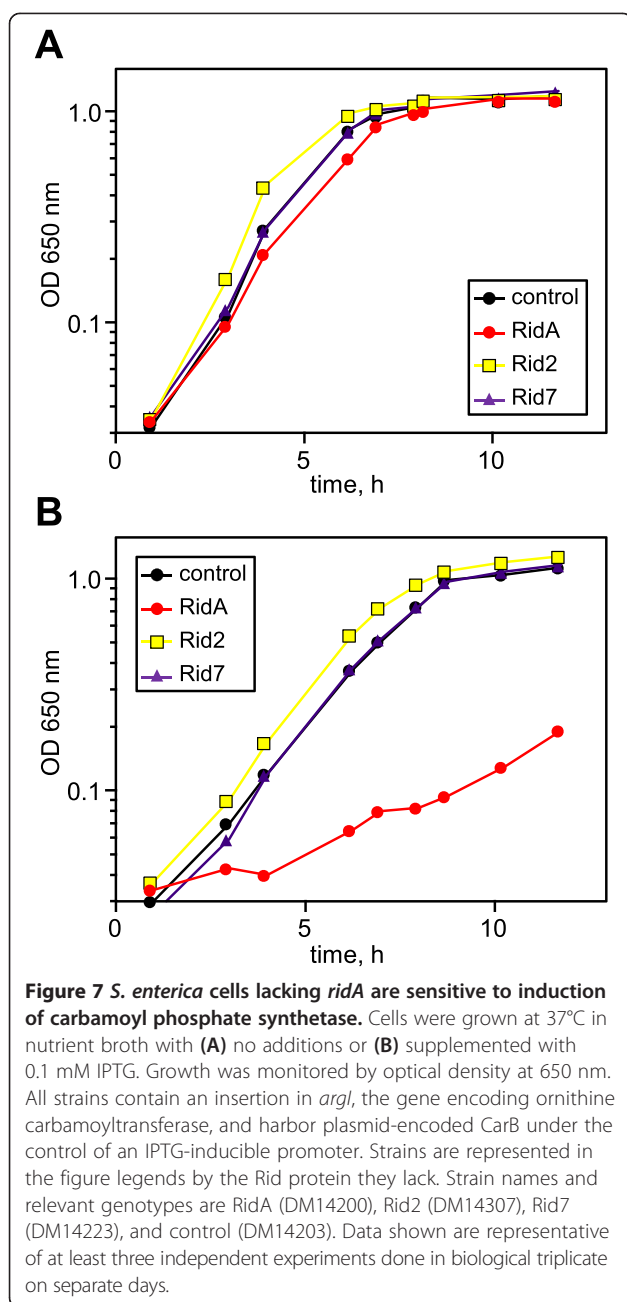 A
1.0
0.1
OD 650 nm
control
RidA
Rid2
Rid7
0
5
10
time, h
B
control
RidA
Rid2
Rid7
1.0
0.1
OD 650 nm
0
5
10
time, h
Figure 7 S. enterica cells lacking ridA are sensitive to induction
of carbamoyl phosphate synthetase. Cells were grown at 37°C in
nutrient broth with (A) no additions or (B) supplemented with
0.1 mM IPTG. Growth was monitored by optical density at 650 nm.
All strains contain an insertion in argI, the gene encoding ornithine
carbamoyltransferase, and harbor plasmid-encoded CarB under the
control of an IPTG-inducible promoter. Strains are represented in
the figure legends by the Rid protein they lack. Strain names and
relevant genotypes are RidA (DM14200), Rid2 (DM14307), Rid7
(DM14223), and control (DM14203). Data shown are representative
of at least three independent experiments done in biological triplicate
on separate days.